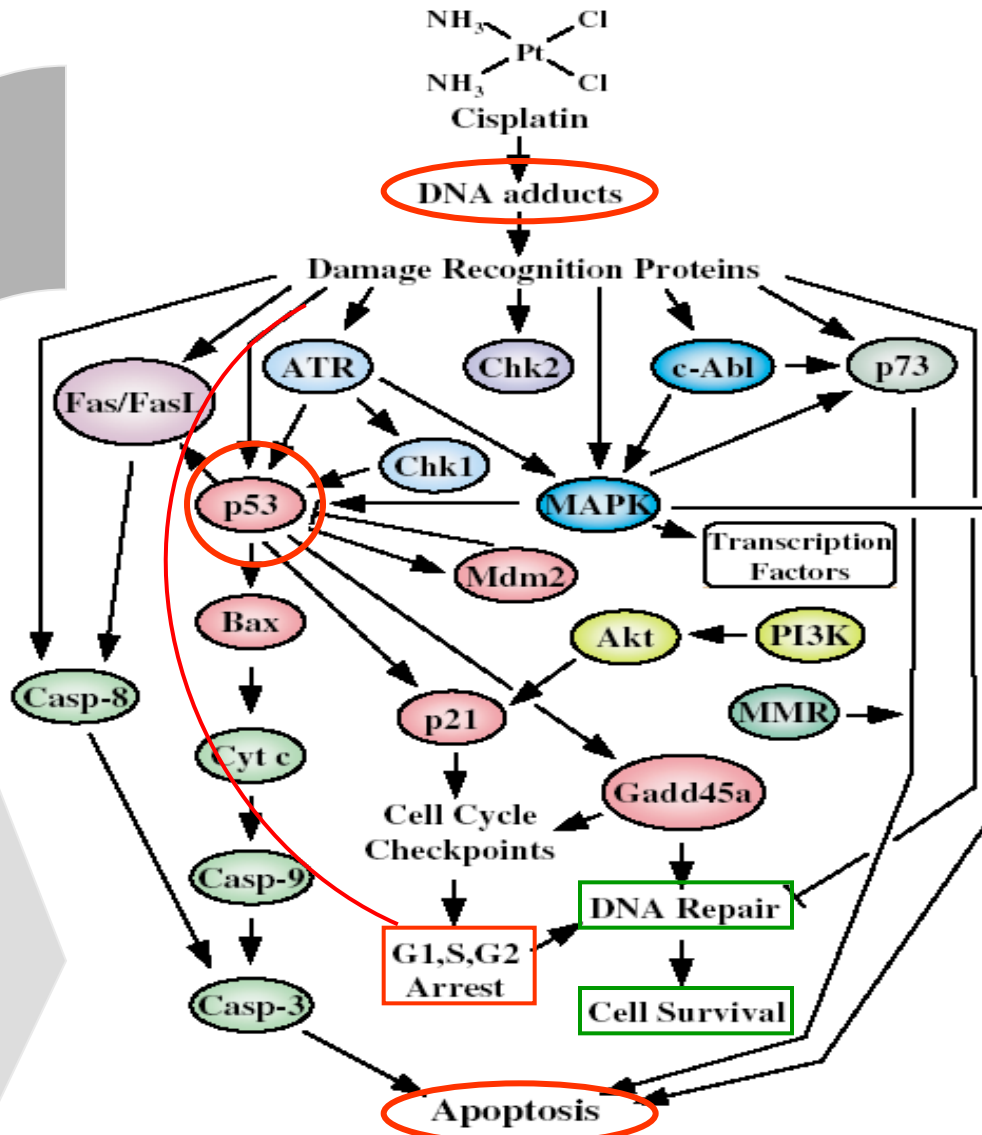 NH3 Cl
Pt
NH3 Cl
Cisplatin
DNA adducts
Damage Recognition Proteins
ATR
Chk2
c-Abl
p73
Fas/FasL
Chk1
p53
MAPK
Transcription
Factors
Mdm2
Bax
Akt
PI3K
Casp-8
p21
MMR
Cyt c
Gadd45a
Cell Cycle
Checkpoints
Casp-9
DNA Repair
G1,S,G2
Arrest
Casp-3
Cell Survival
Apoptosis